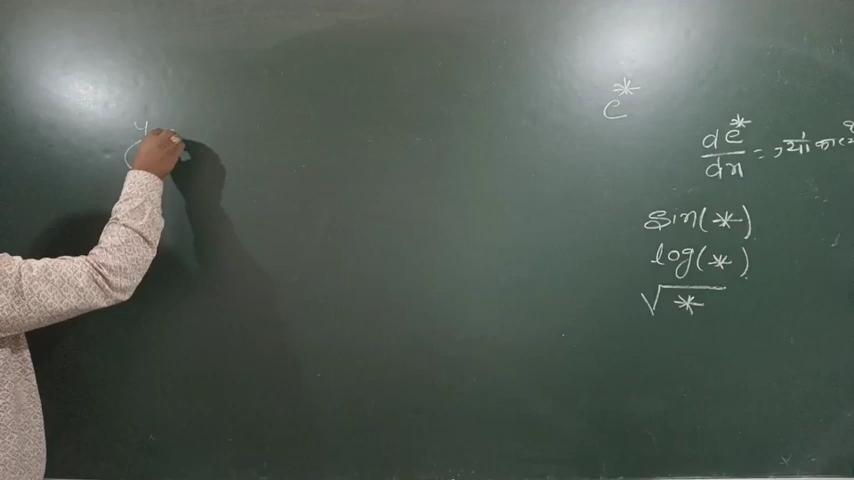 y
e^*
de^*/dx = ,
sin(*)
log(*)
√*